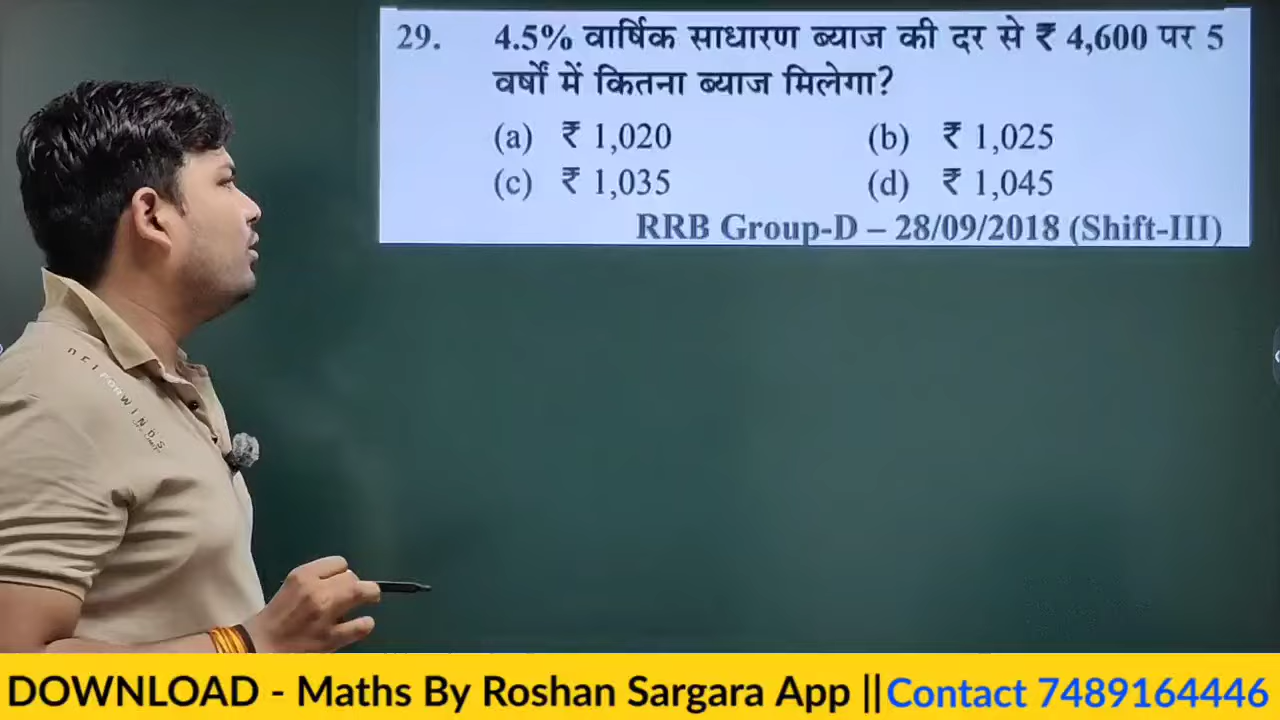 29. 4.5% वार्षिक साधारण ब्याज की दर से ₹ 4,600 पर 5
वर्षों में कितना ब्याज मिलेगा?
(a) ₹ 1,020 (b) ₹ 1,025
(c) ₹ 1,035 (d) ₹ 1,045
RRB Group-D – 28/09/2018 (Shift-III)
DOWNLOAD - Maths By Roshan Sargara App || Contact 7489164446